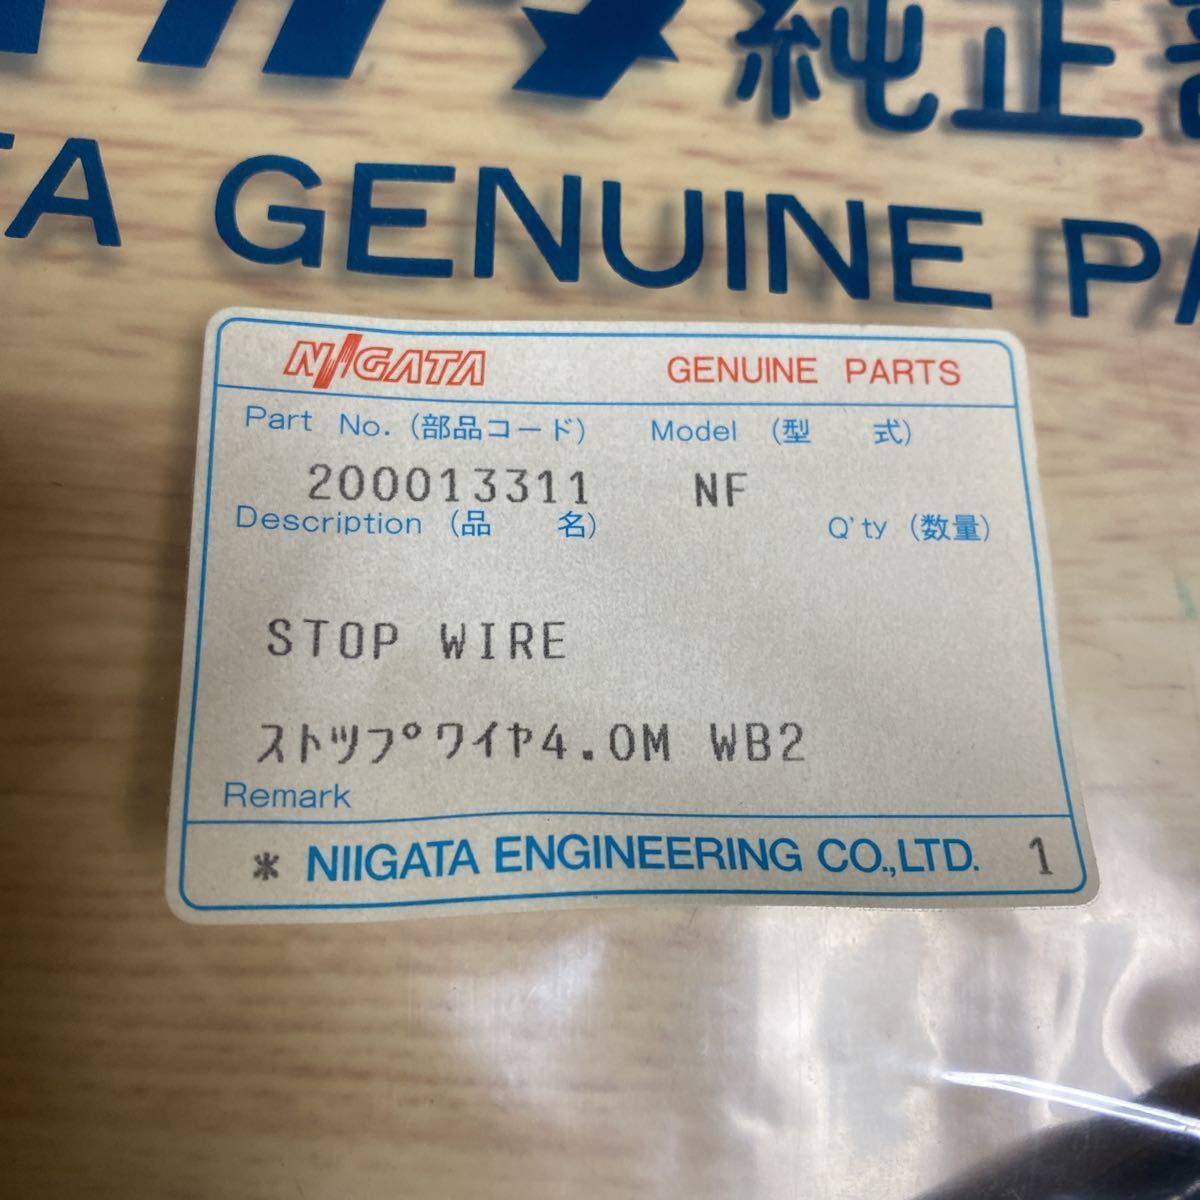 純正
GENUINE
NIIGATA GENUINE PARTS
Part No. (部品コード) Model (型 式)
200013311 NF
Description (品 名) Q'ty (数量)
STOP WIRE
ストツプワイヤ4.0M WB2
Remark
* NIIGATA ENGINEERING CO.,LTD. 1